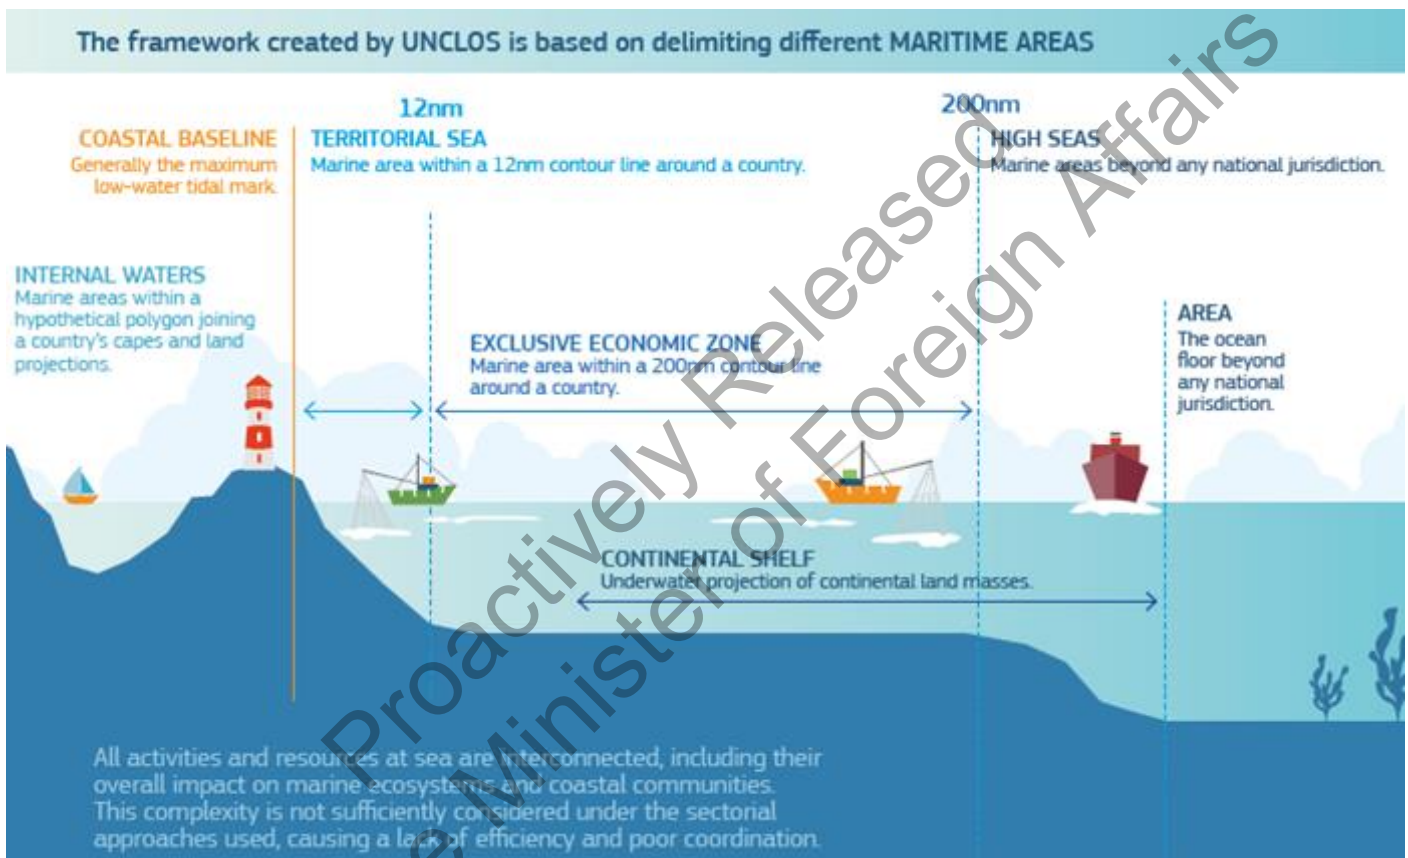 The framework created by UNCLOS is based on delimiting different MARITIME AREAS
12nm
200nm
COASTAL BASELINE
Generally the maximum
low-water tidal mark.
TERRITORIAL SEA
Marine area within a 12nm contour line around a country.
HIGH SEAS
Marine areas beyond any national jurisdiction.
INTERNAL WATERS
Marine areas within a
hypothetical polygon joining
a country's capes and land
projections.
EXCLUSIVE ECONOMIC ZONE
Marine area within a 200nm contour line
around a country.
AREA
The ocean
floor beyond
any national
jurisdiction.
CONTINENTAL SHELF
Underwater projection of continental land masses.
All activities and resources at sea are interconnected, including their
overall impact on marine ecosystems and coastal communities.
This complexity is not sufficiently considered under the sectorial
approaches used, causing a lack of efficiency and poor coordination.
Proactively Released
Minister of Foreign Affairs